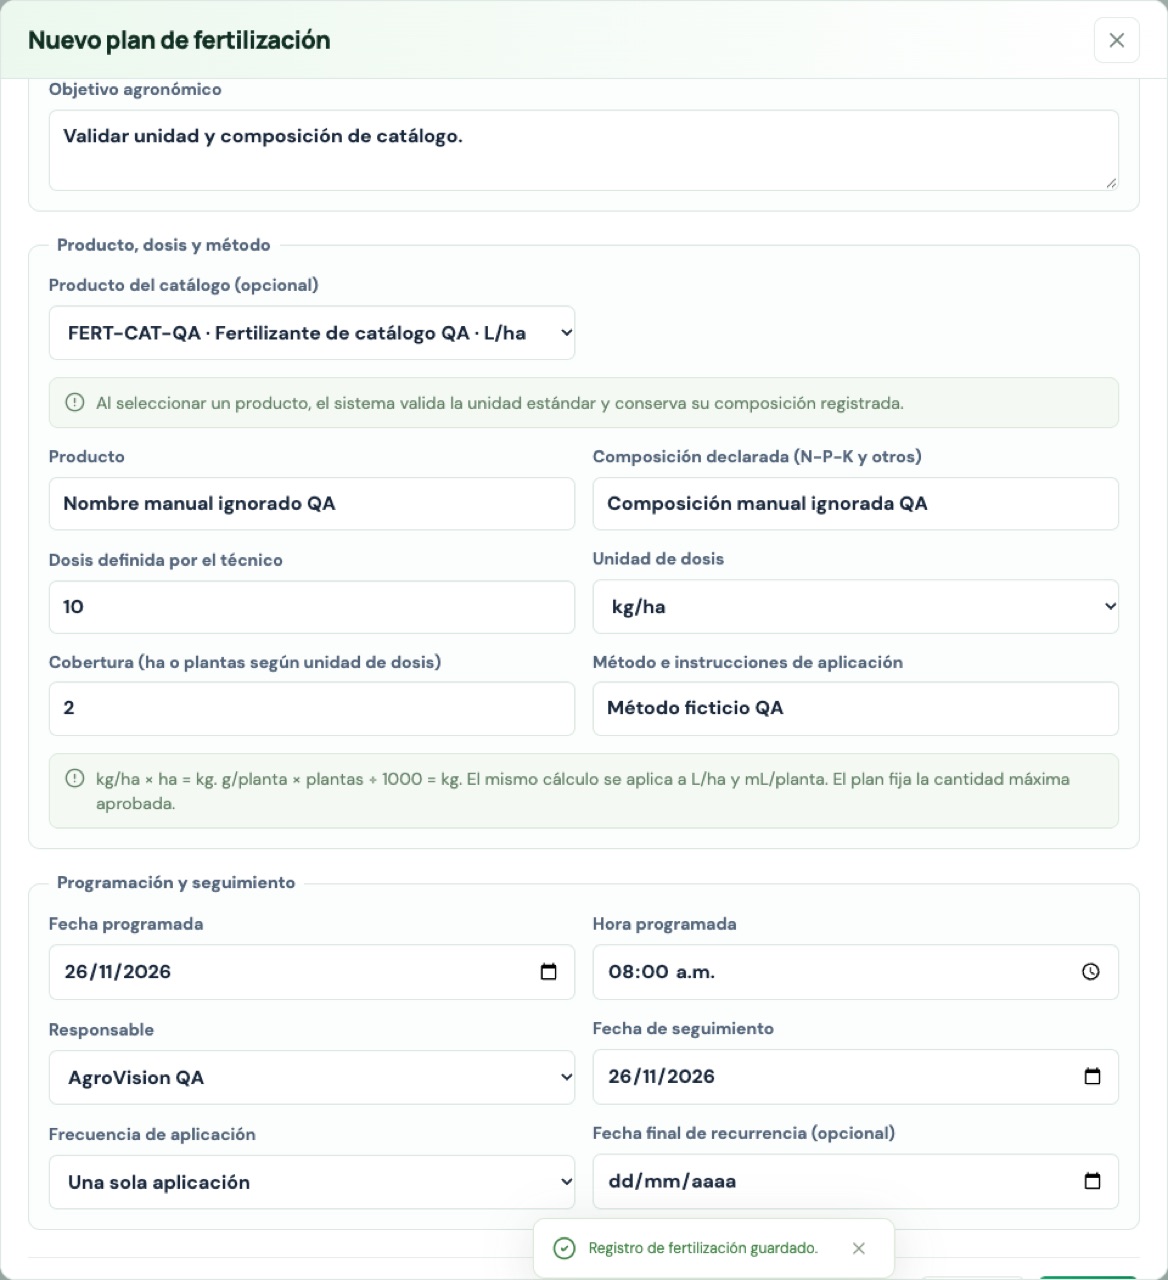 Nuevo plan de fertilización
Objetivo agronómico
Validar unidad y composición de catálogo.
Producto, dosis y método
Producto del catálogo (opcional)
FERT-CAT-QA · Fertilizante de catálogo QA · L/ha
Al seleccionar un producto, el sistema valida la unidad estándar y conserva su composición registrada.
Producto
Composición declarada (N-P-K y otros)
Nombre manual ignorado QA
Composición manual ignorada QA
Dosis definida por el técnico
Unidad de dosis
10
kg/ha
Cobertura (ha o plantas según unidad de dosis)
Método e instrucciones de aplicación
2
Método ficticio QA
kg/ha × ha = kg. g/planta × plantas ÷ 1000 = kg. El mismo cálculo se aplica a L/ha y mL/planta. El plan fija la cantidad máxima
aprobada.
Programación y seguimiento
Fecha programada
Hora programada
26/11/2026
08:00 a.m.
Responsable
Fecha de seguimiento
AgroVision QA
26/11/2026
Frecuencia de aplicación
Fecha final de recurrencia (opcional)
Una sola aplicación
dd/mm/aaaa
Registro de fertilización guardado.